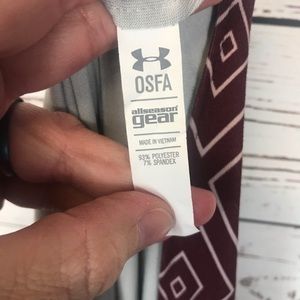 OSFA
allseason
gear
MADE IN VIETNAM
93% POLYESTER
7% SPANDEX